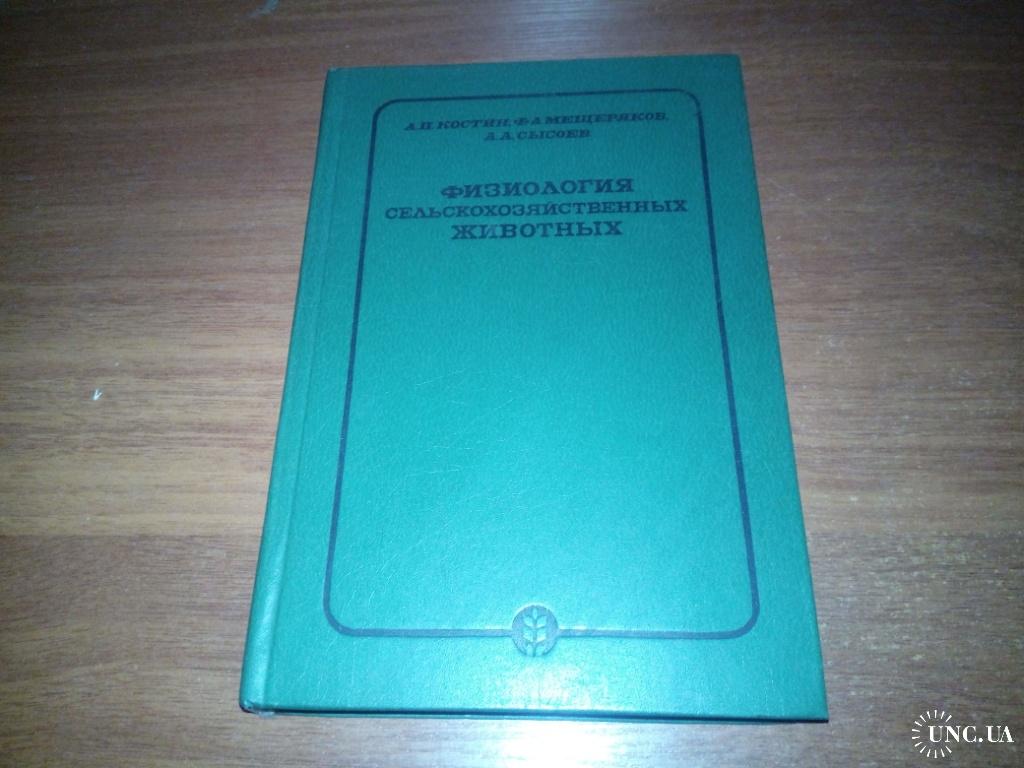 А. П. КОСТИН, Ф. А. МЕЩЕРЯКОВ,
А. А. СЫСОЕВ
ФИЗИОЛОГИЯ
СЕЛЬСКОХОЗЯЙСТВЕННЫХ
ЖИВОТНЫХ
UNC.UA